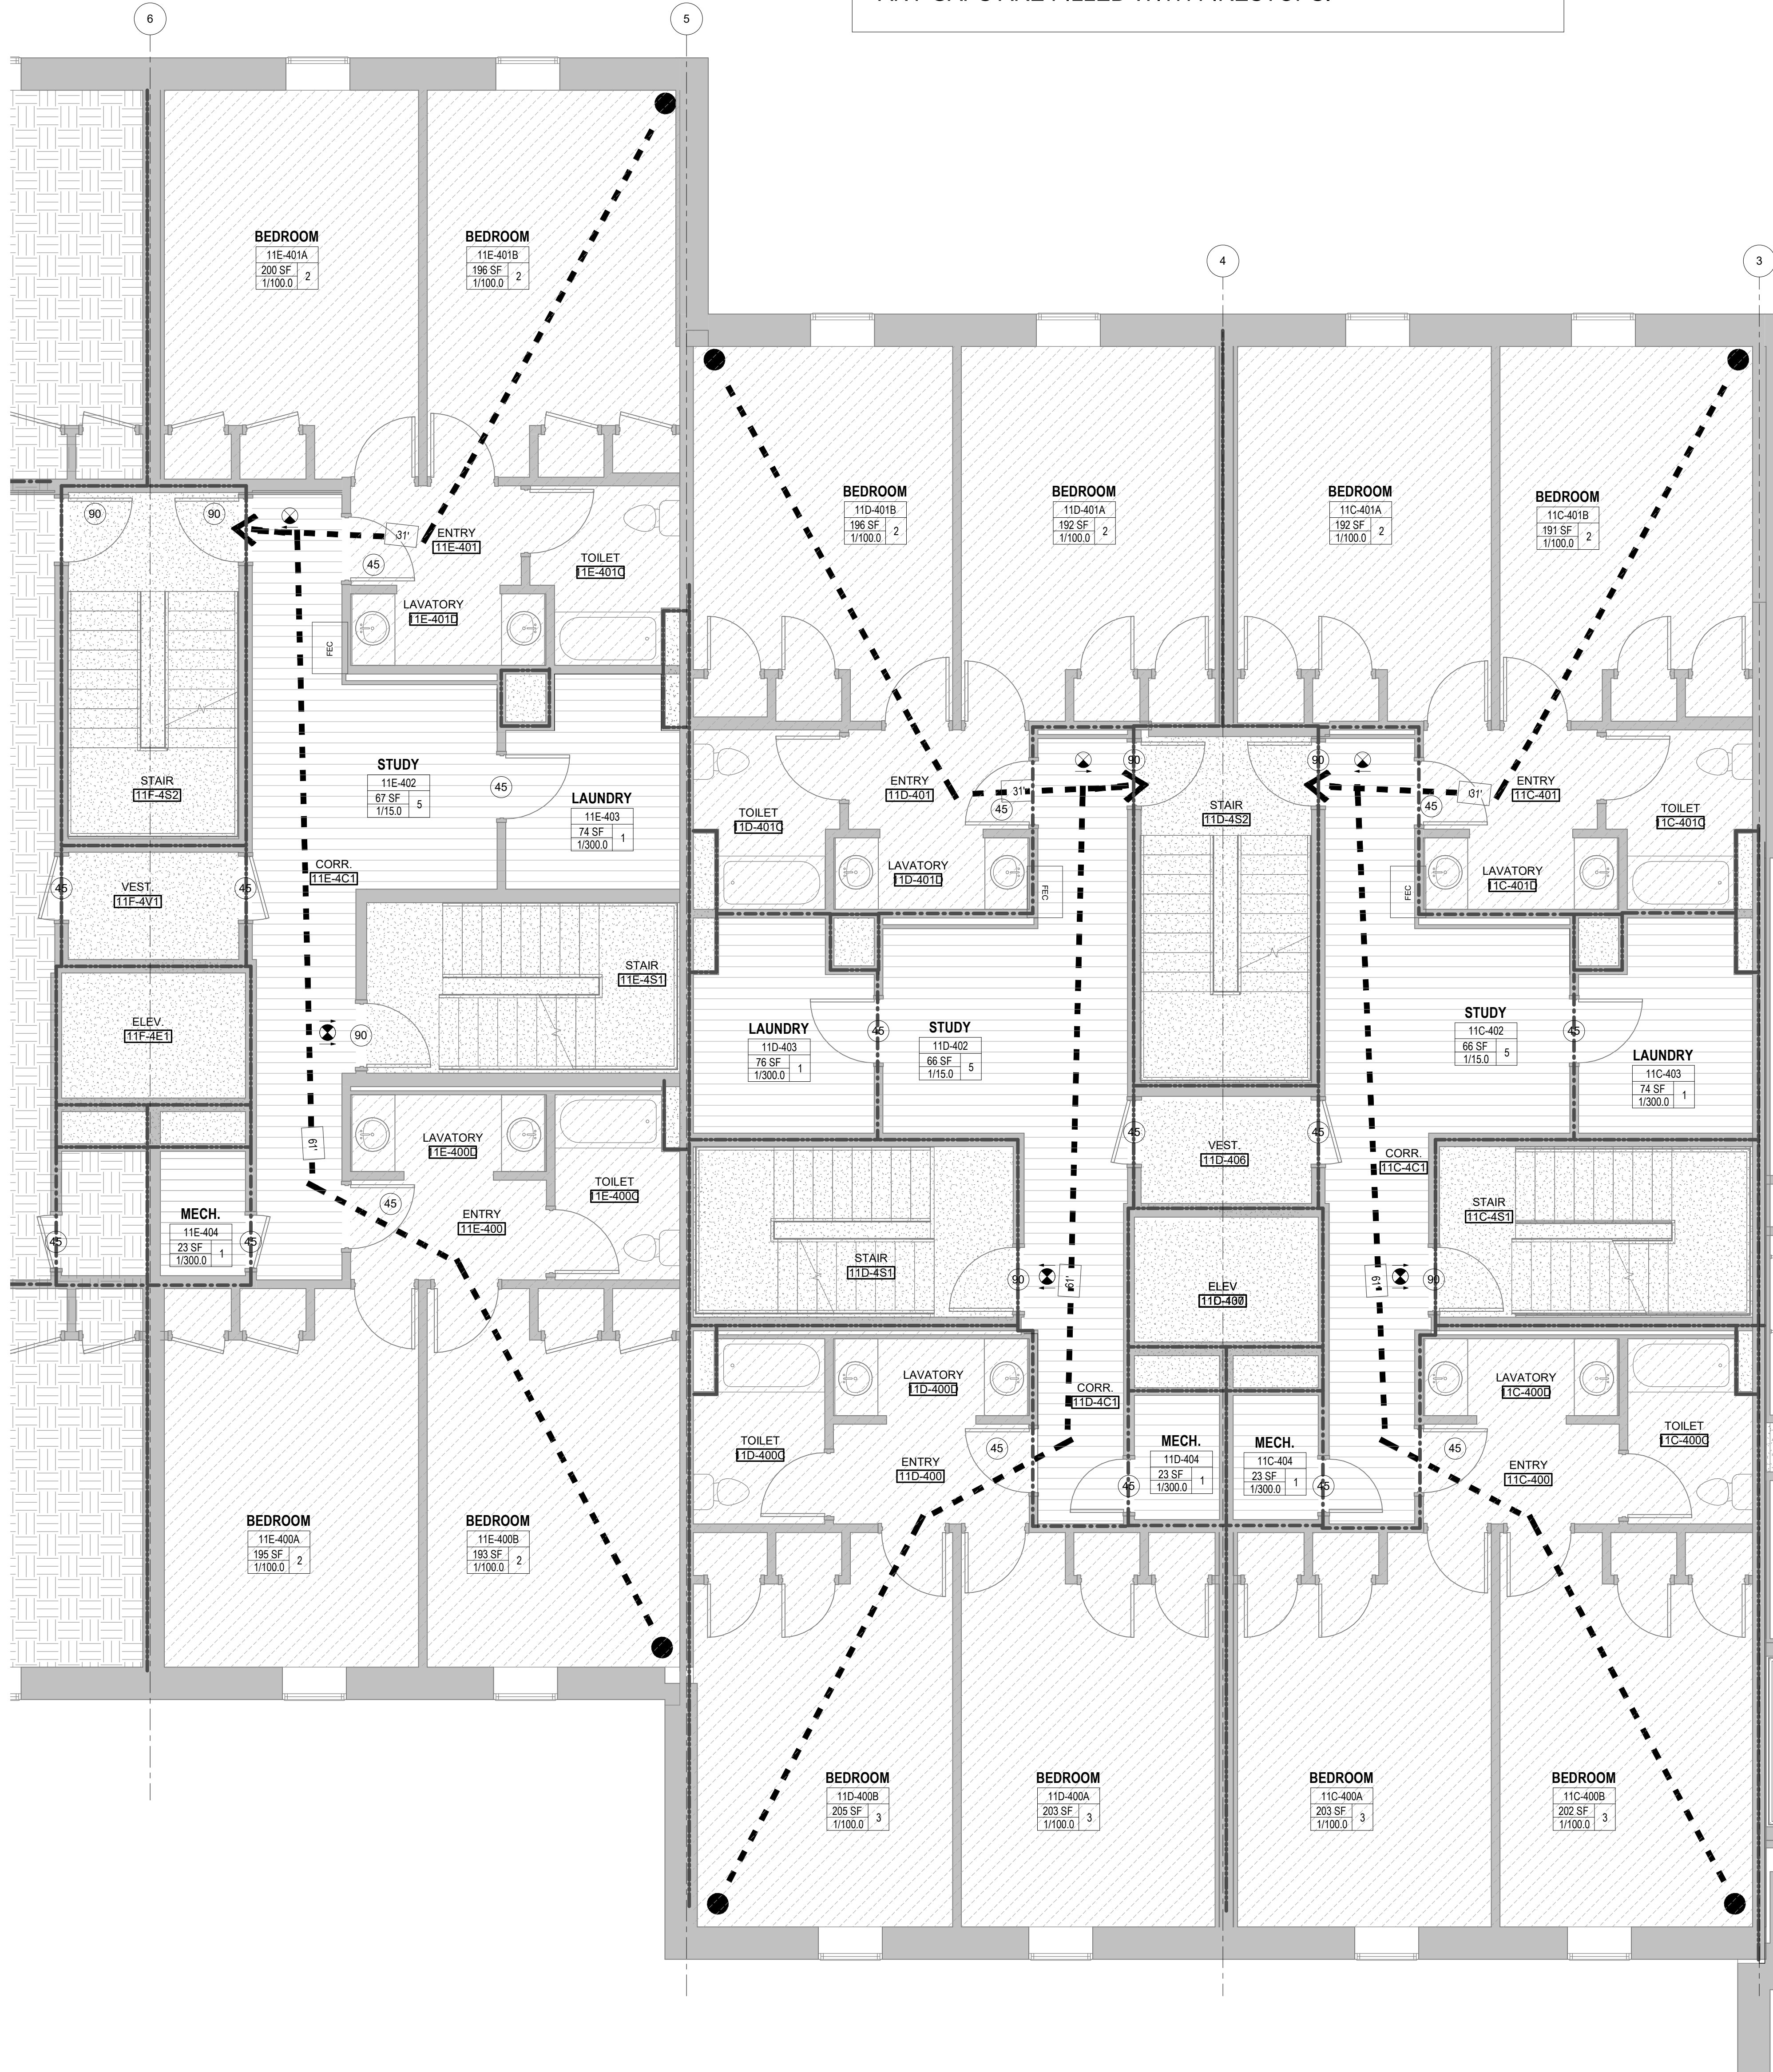 6
5
4
3
BEDROOM
11E-401A
200 SF
2
1/100.0
BEDROOM
11E-401B
196 SF
2
1/100.0
90
90
31'
ENTRY
11E-401
45
TOILET
11E-401C
LAVATORY
11E-401D
FEC
STAIR
11F-4S2
STUDY
11E-402
67 SF
5
1/15.0
45
LAUNDRY
11E-403
74 SF
1
1/300.0
CORR.
11E-4C1
45
VEST.
11F-4V1
45
STAIR
11E-4S1
ELEV.
11F-4E1
90
61'
LAVATORY
11E-400D
TOILET
11E-400C
45
ENTRY
11E-400
MECH.
11E-404
23 SF
1
1/300.0
45
45
BEDROOM
11E-400A
195 SF
2
1/100.0
BEDROOM
11E-400B
193 SF
2
1/100.0
BEDROOM
11D-401B
196 SF
2
1/100.0
BEDROOM
11D-401A
192 SF
2
1/100.0
BEDROOM
11C-401A
192 SF
2
1/100.0
BEDROOM
11C-401B
191 SF
2
1/100.0
90
90
ENTRY
11D-401
31'
45
STAIR
11D-4S2
31'
45
ENTRY
11C-401
TOILET
11D-401C
TOILET
11C-401C
LAVATORY
11D-401D
FEC
FEC
LAVATORY
11C-401D
LAUNDRY
11D-403
76 SF
1
1/300.0
45
STUDY
11D-402
66 SF
5
1/15.0
STUDY
11C-402
66 SF
5
1/15.0
45
LAUNDRY
11C-403
74 SF
1
1/300.0
45
VEST.
11D-406
45
CORR.
11C-4C1
STAIR
11D-4S1
90
61'
ELEV
61'
90
STAIR
11C-4S1
LAVATORY
11D-400D
CORR.
11D-4C1
LAVATORY
11C-400D
TOILET
11D-400C
ENTRY
11D-400
45
MECH.
11D-404
23 SF
1
1/300.0
45
MECH.
11C-404
23 SF
1
1/300.0
45
45
ENTRY
11C-400
TOILET
11C-400C
BEDROOM
11D-400B
205 SF
3
1/100.0
BEDROOM
11D-400A
203 SF
3
1/100.0
BEDROOM
11C-400A
203 SF
3
1/100.0
BEDROOM
11C-400B
202 SF
3
1/100.0